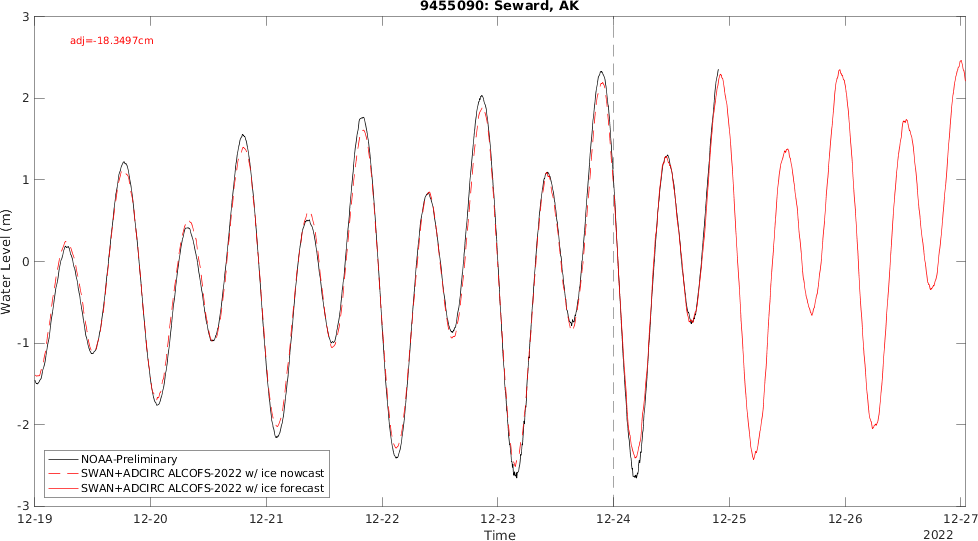 9455090: Seward, AK
adj=-18.3497cm
3
2
1
0
-1
-2
-3
Water Level (m)
NOAA-Preliminary
SWAN+ADCIRC ALCOFS-2022 w/ ice nowcast
SWAN+ADCIRC ALCOFS-2022 w/ ice forecast
12-19 12-20 12-21 12-22 12-23 12-24 12-25 12-26 12-27
Time
2022